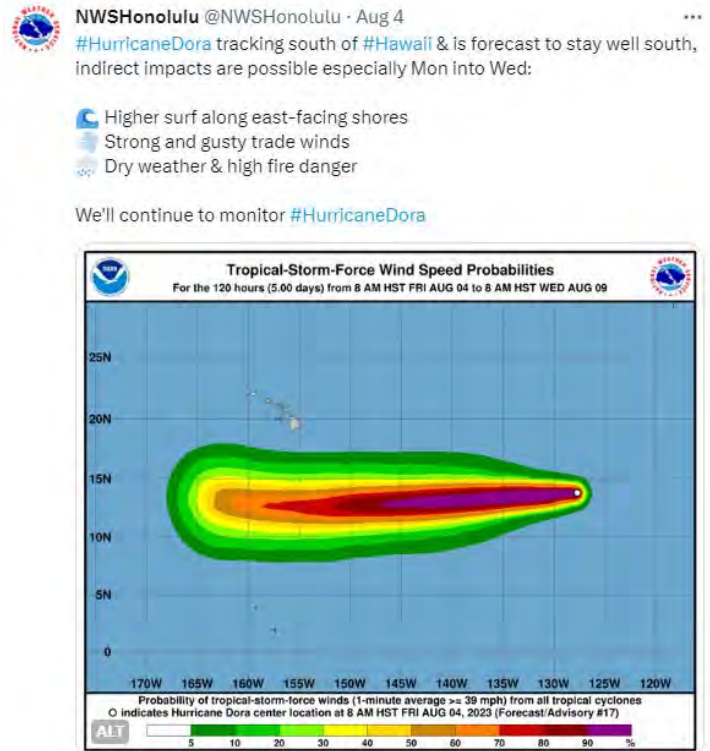 NWSHonolulu @NWSHonolulu · Aug 4
#HurricaneDora tracking south of #Hawaii & is forecast to stay well south,
indirect impacts are possible especially Mon into Wed:
Higher surf along east-facing shores
Strong and gusty trade winds
Dry weather & high fire danger
We'll continue to monitor #HurricaneDora
Tropical-Storm-Force Wind Speed Probabilities
For the 120 hours (5.00 days) from 8 AM HST FRI AUG 04 to 8 AM HST WED AUG 09
25N
20N
15N
10N
5N
0
170W 165W 160W 155W 150W 145W 140W 135W 130W 125W 120W
Probability of tropical-storm-force winds (1-minute average >= 39 mph) from all tropical cyclones
O indicates Hurricane Dora center location at 8 AM HST FRI AUG 04, 2023 (Forecast/Advisory #17)
ALT
5 10 20 30 40 50 60 70 80 90 %